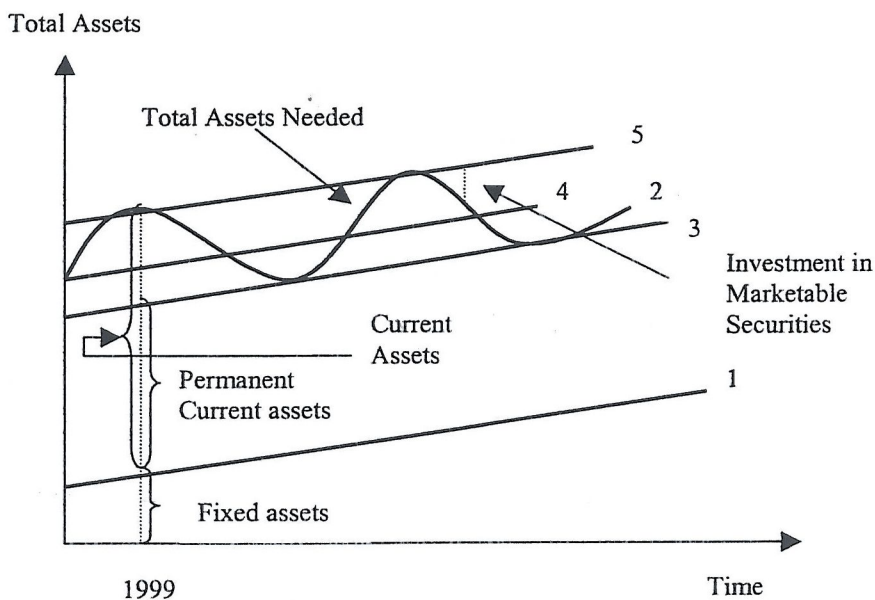 Total Assets
Total Assets Needed
5
4
2
3
Investment in
Marketable
Securities
Current
Assets
Permanent
Current assets
1
Fixed assets
1999
Time